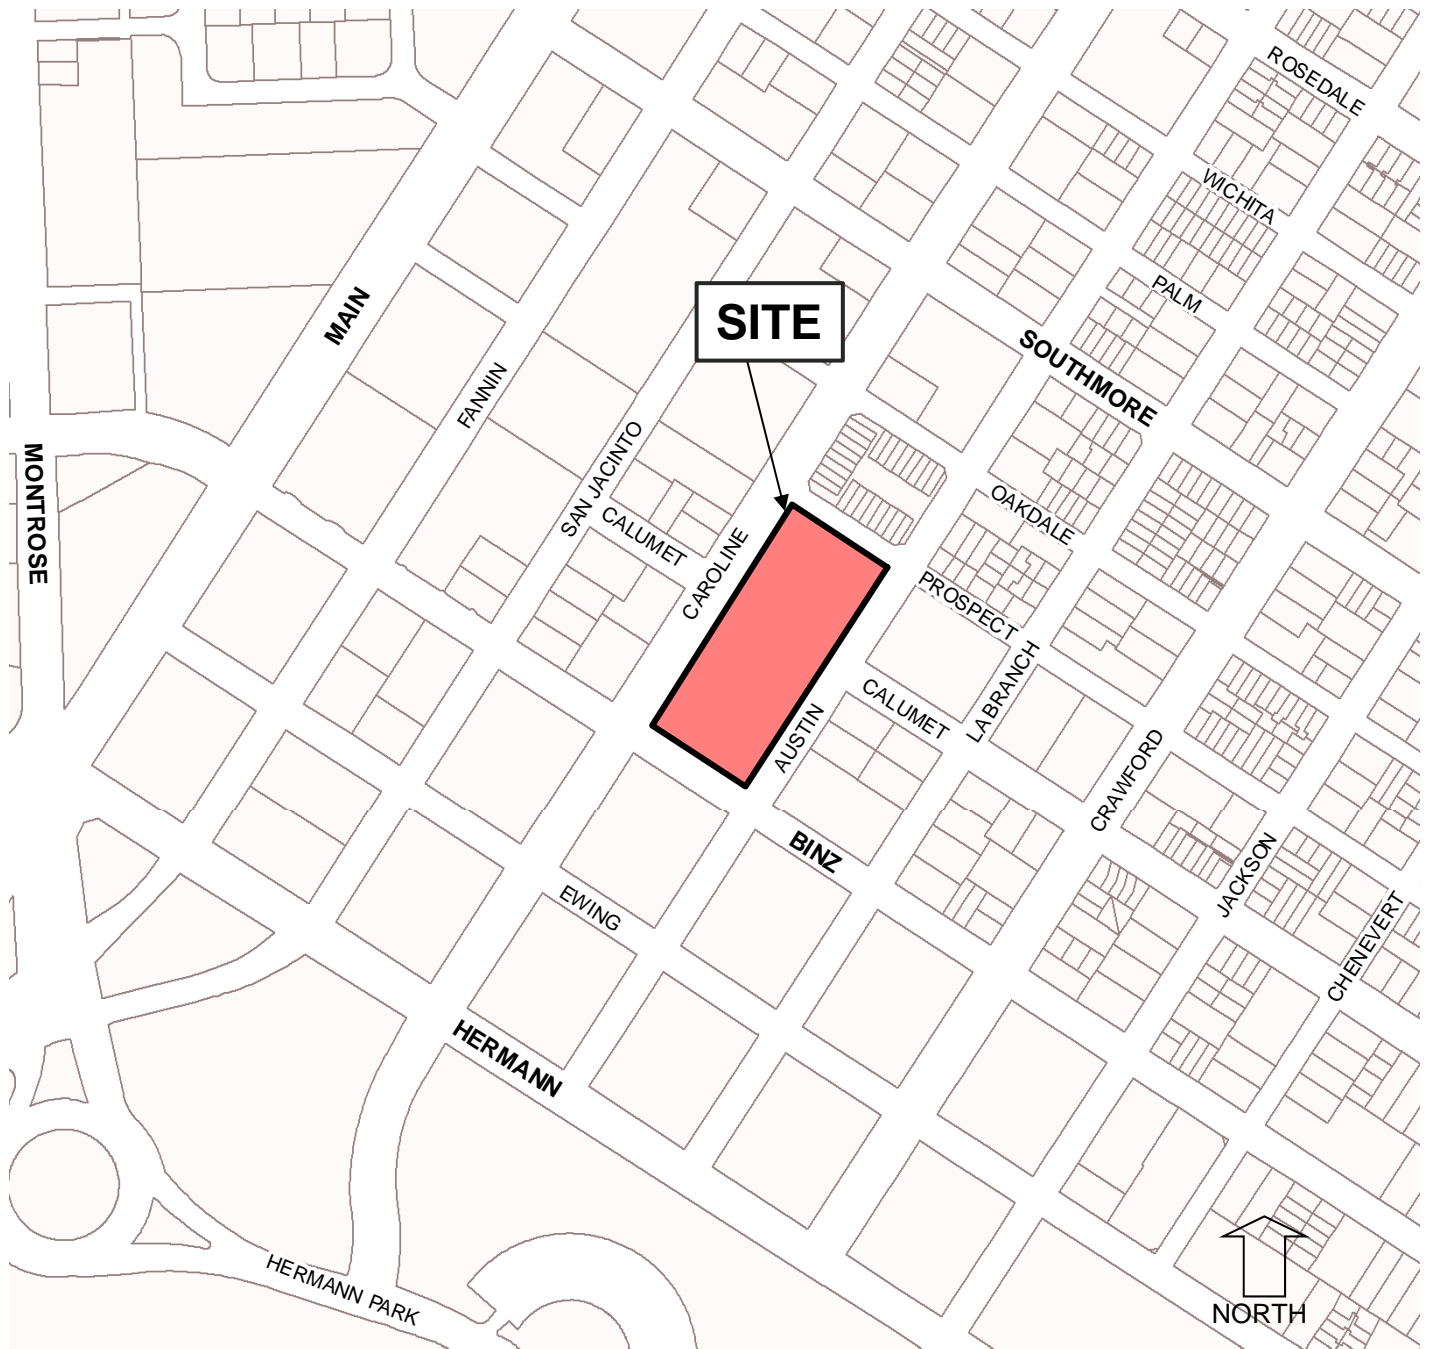 ROSEDALE
WICHITA
PALM
MAIN
SITE
SOUTHMORE
FANNIN
SAN JACINTO
MONTROSE
OAKDALE
CALUMET
CAROLINE
PROSPECT
LABRANCH
CALUMET
AUSTIN
CRAWFORD
BINZ
JACKSON
EWING
CHENEVERT
HERMANN
HERMANN PARK
NORTH